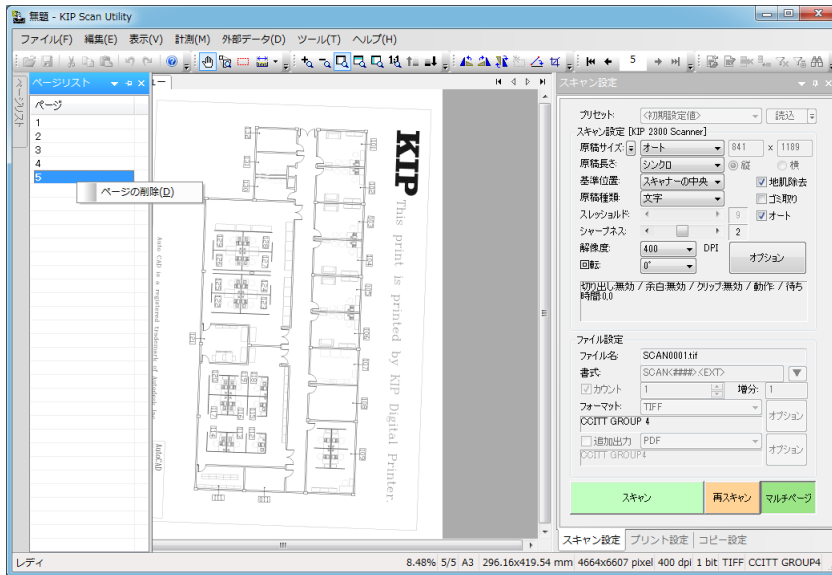 無題 - KIP Scan Utility
ファイル(F) 編集(E) 表示(V) 計測(M) 外部データ(D) ツール(T) ヘルプ(H)
5
ページリスト
ページリスト
スキャン設定
ページ
1
2
3
4
5
ページの削除(D)
KIP
This print is printed by KIP Digital Printer.
Auto CAD is a registered trademark of Autodesk, Inc
AutoCAD
プリセット: <初期設定値> 読込
スキャン設定 [KIP 2300 Scanner]
原稿サイズ: オート 841 x 1189
原稿長さ: シンクロ 縦 横
基準位置: スキャナーの中央 地肌除去
原稿種類: 文字 ゴミ取り
スレッショルド: 9 オート
シャープネス: 2
解像度: 400 DPI オプション
回転: 0°
切り出し:無効 / 余白:無効 / クリップ:無効 / 動作: / 待ち
時間:0.0
ファイル設定
ファイル名: SCAN0001.tif
書式: SCAN<####>.<EXT>
カウント 1 増分: 1
フォーマット: TIFF オプション
CCITT GROUP 4
追加出力 PDF オプション
CCITT GROUP4
スキャン 再スキャン マルチページ
スキャン設定 プリント設定 コピー設定
レディ 8.48% 5/5 A3 296.16x419.54 mm 4664x6607 pixel 400 dpi 1 bit TIFF CCITT GROUP4